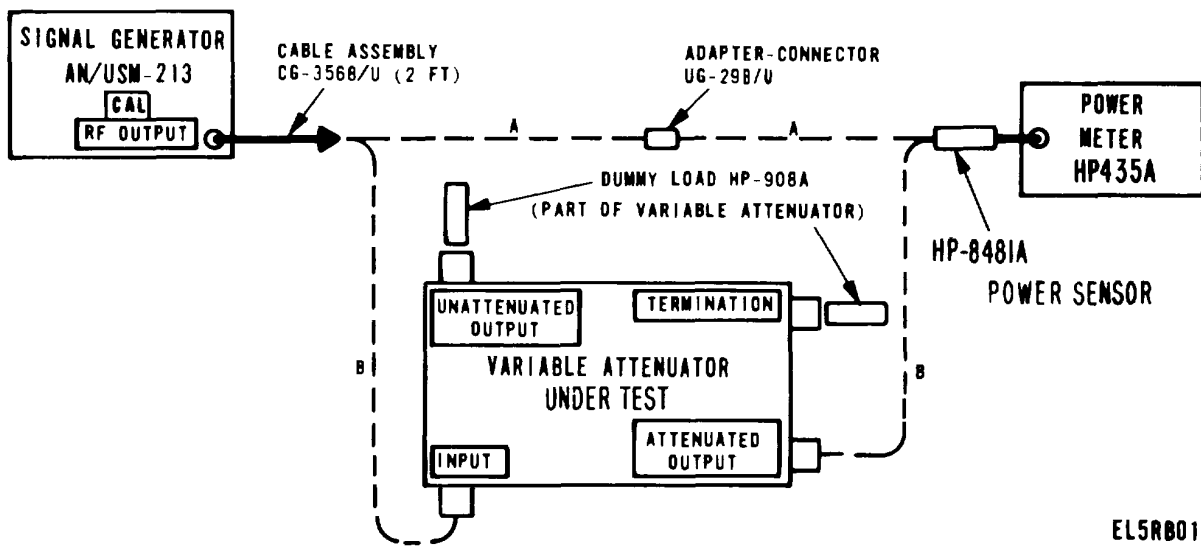 SIGNAL GENERATOR
AN/USM-213
CAL
RF OUTPUT
CABLE ASSEMBLY
CG-3568/U (2 FT)
ADAPTER-CONNECTOR
UG-29B/U
A
A
POWER
METER
HP435A
DUMMY LOAD HP-908A
(PART OF VARIABLE ATTENUATOR)
HP-8481A
POWER SENSOR
UNATTENUATED
OUTPUT
TERMINATION
VARIABLE ATTENUATOR
UNDER TEST
B
B
INPUT
ATTENUATED
OUTPUT
EL5RB01